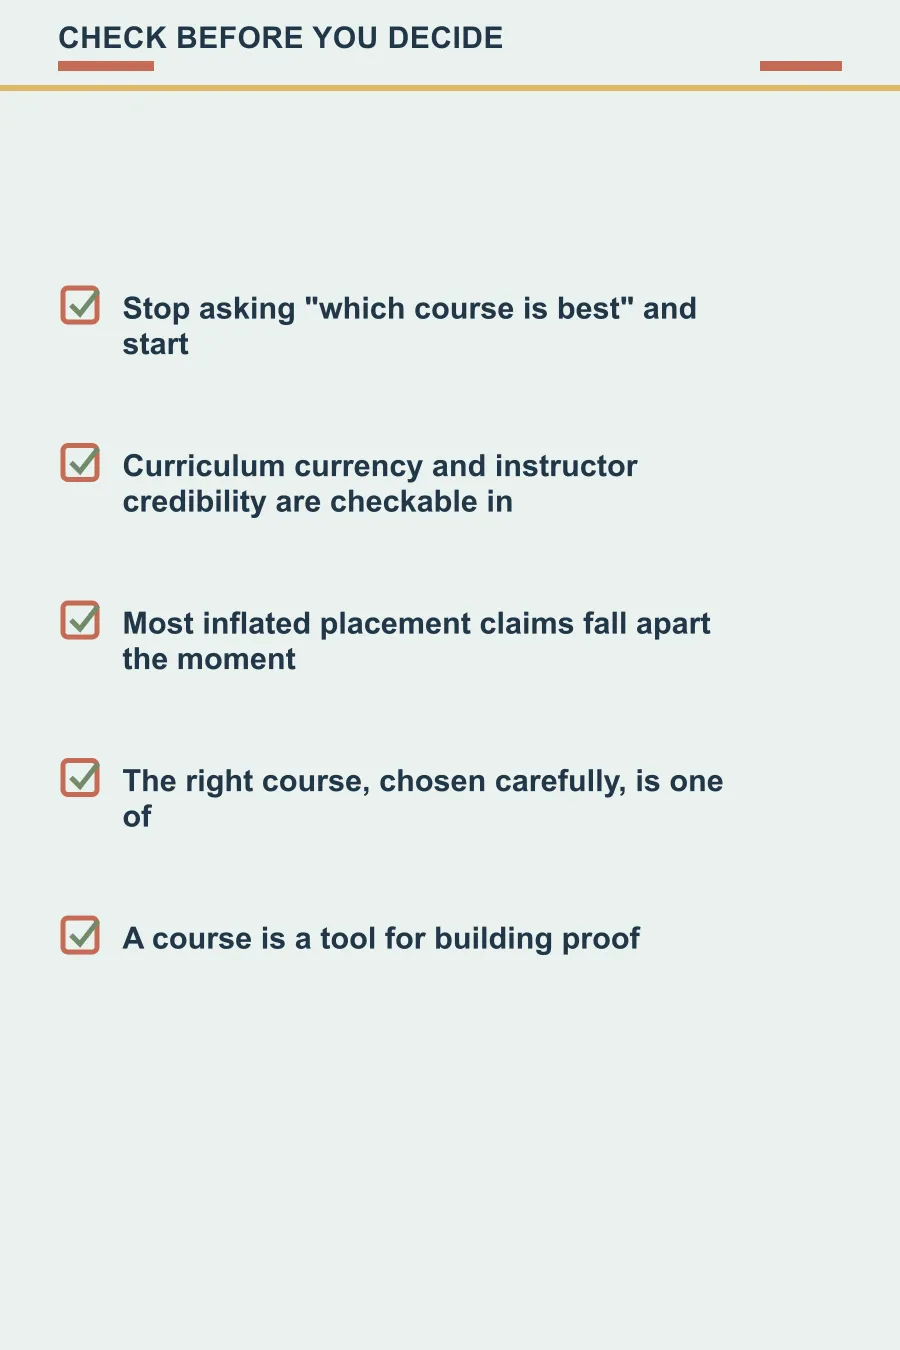 CHECK BEFORE YOU DECIDE
Stop asking "which course is best" and
start
Curriculum currency and instructor
credibility are checkable in
Most inflated placement claims fall apart
the moment
The right course, chosen carefully, is one
of
A course is a tool for building proof